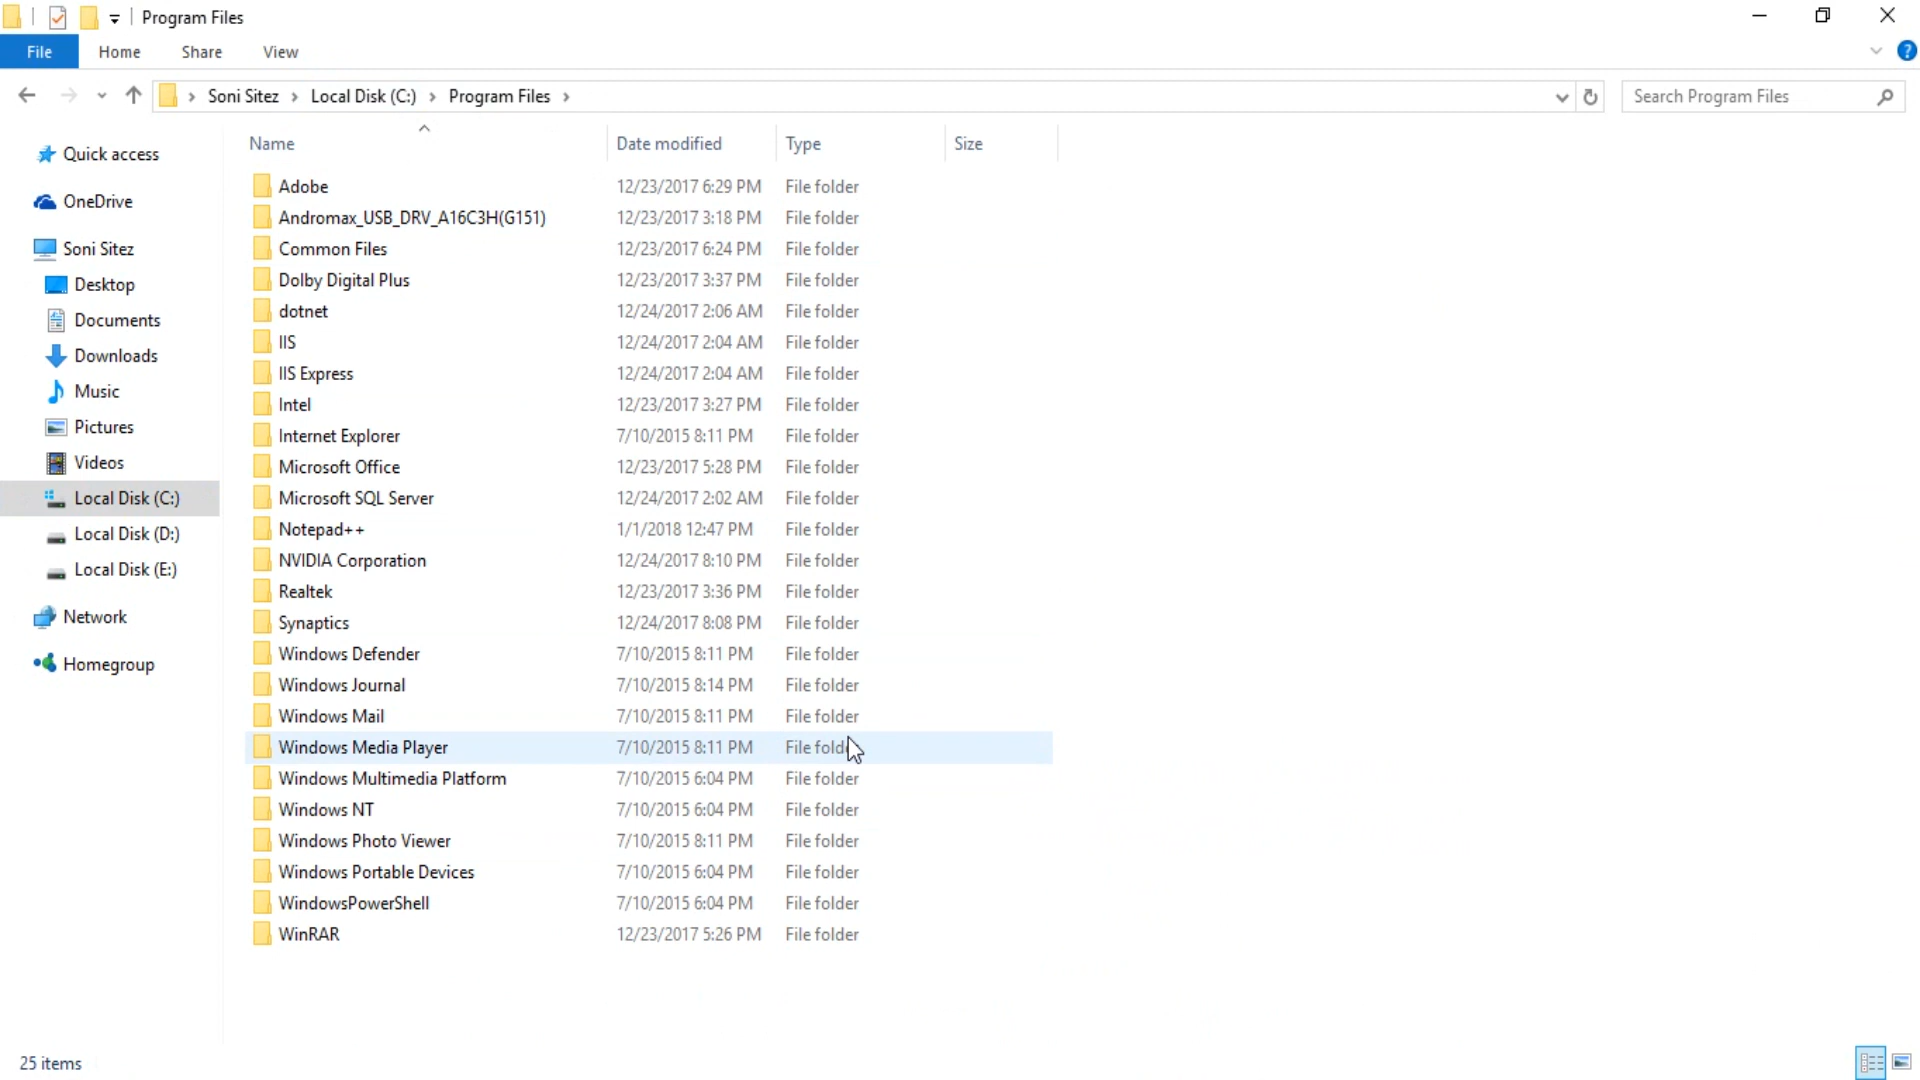 Program Files
File Home Share View
Soni Sitez Local Disk (C:) Program Files
Search Program Files
Name Date modified Type Size
Quick access
OneDrive
Soni Sitez
Desktop
Documents
Downloads
Music
Pictures
Videos
Local Disk (C:)
Local Disk (D:)
Local Disk (E:)
Network
Homegroup
Adobe 12/23/2017 6:29 PM File folder
Andromax_USB_DRV_A16C3H(G151) 12/23/2017 3:18 PM File folder
Common Files 12/23/2017 6:24 PM File folder
Dolby Digital Plus 12/23/2017 3:37 PM File folder
dotnet 12/24/2017 2:06 AM File folder
IIS 12/24/2017 2:04 AM File folder
IIS Express 12/24/2017 2:04 AM File folder
Intel 12/23/2017 3:27 PM File folder
Internet Explorer 7/10/2015 8:11 PM File folder
Microsoft Office 12/23/2017 5:28 PM File folder
Microsoft SQL Server 12/24/2017 2:02 AM File folder
Notepad++ 1/1/2018 12:47 PM File folder
NVIDIA Corporation 12/24/2017 8:10 PM File folder
Realtek 12/23/2017 3:36 PM File folder
Synaptics 12/24/2017 8:08 PM File folder
Windows Defender 7/10/2015 8:11 PM File folder
Windows Journal 7/10/2015 8:14 PM File folder
Windows Mail 7/10/2015 8:11 PM File folder
Windows Media Player 7/10/2015 8:11 PM File folder
Windows Multimedia Platform 7/10/2015 6:04 PM File folder
Windows NT 7/10/2015 6:04 PM File folder
Windows Photo Viewer 7/10/2015 8:11 PM File folder
Windows Portable Devices 7/10/2015 6:04 PM File folder
WindowsPowerShell 7/10/2015 6:04 PM File folder
WinRAR 12/23/2017 5:26 PM File folder
25 items